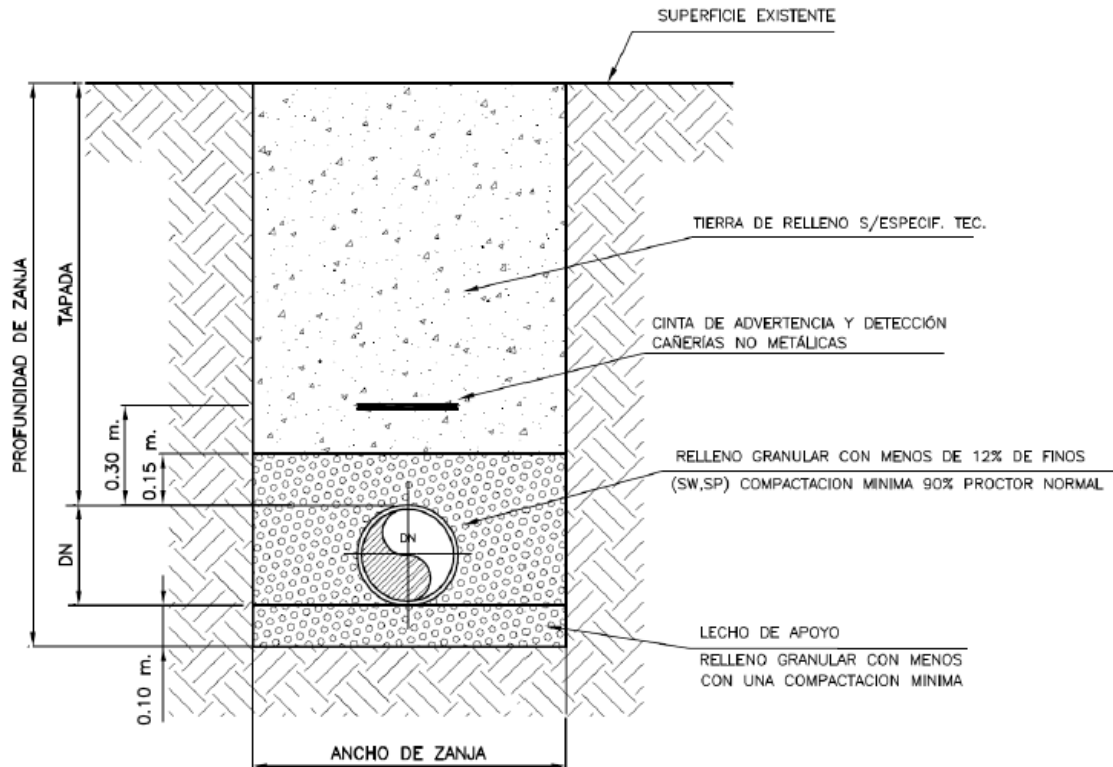 SUPERFICIE EXISTENTE
TIERRA DE RELLENO S/ESPECIF. TEC.
CINTA DE ADVERTENCIA Y DETECCIÓN
CAÑERÍAS NO METÁLICAS
RELLENO GRANULAR CON MENOS DE 12% DE FINOS
(SW,SP) COMPACTACION MINIMA 90% PROCTOR NORMAL
LECHO DE APOYO
RELLENO GRANULAR CON MENOS
CON UNA COMPACTACION MINIMA
PROFUNDIDAD DE ZANJA
TAPADA
0.30 m.
0.15 m.
DN
DN
0.10 m.
ANCHO DE ZANJA